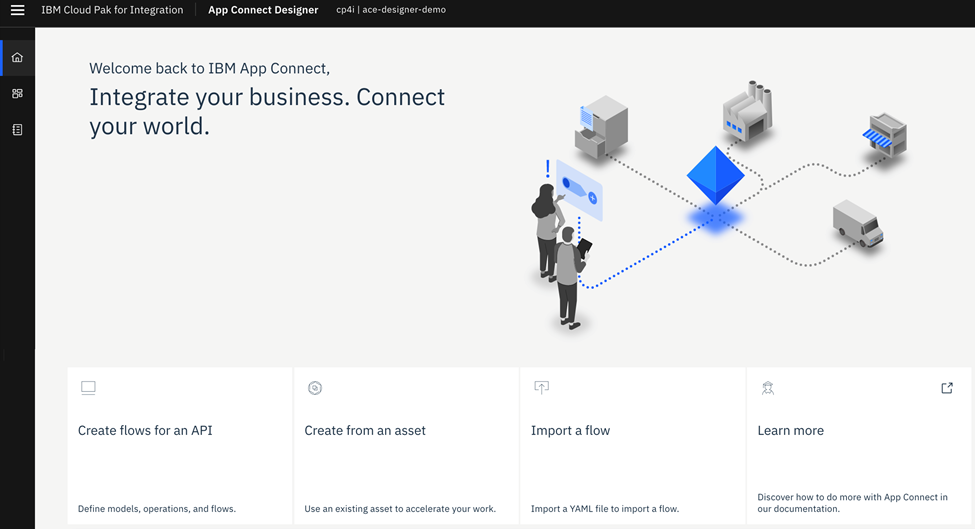 IBM Cloud Pak for Integration App Connect Designer cp4i | ace-designer-demo
Welcome back to IBM App Connect,
Integrate your business. Connect
your world.
!
Create flows for an API
Define models, operations, and flows.
Create from an asset
Use an existing asset to accelerate your work.
Import a flow
Import a YAML file to import a flow.
Learn more
Discover how to do more with App Connect in
our documentation.